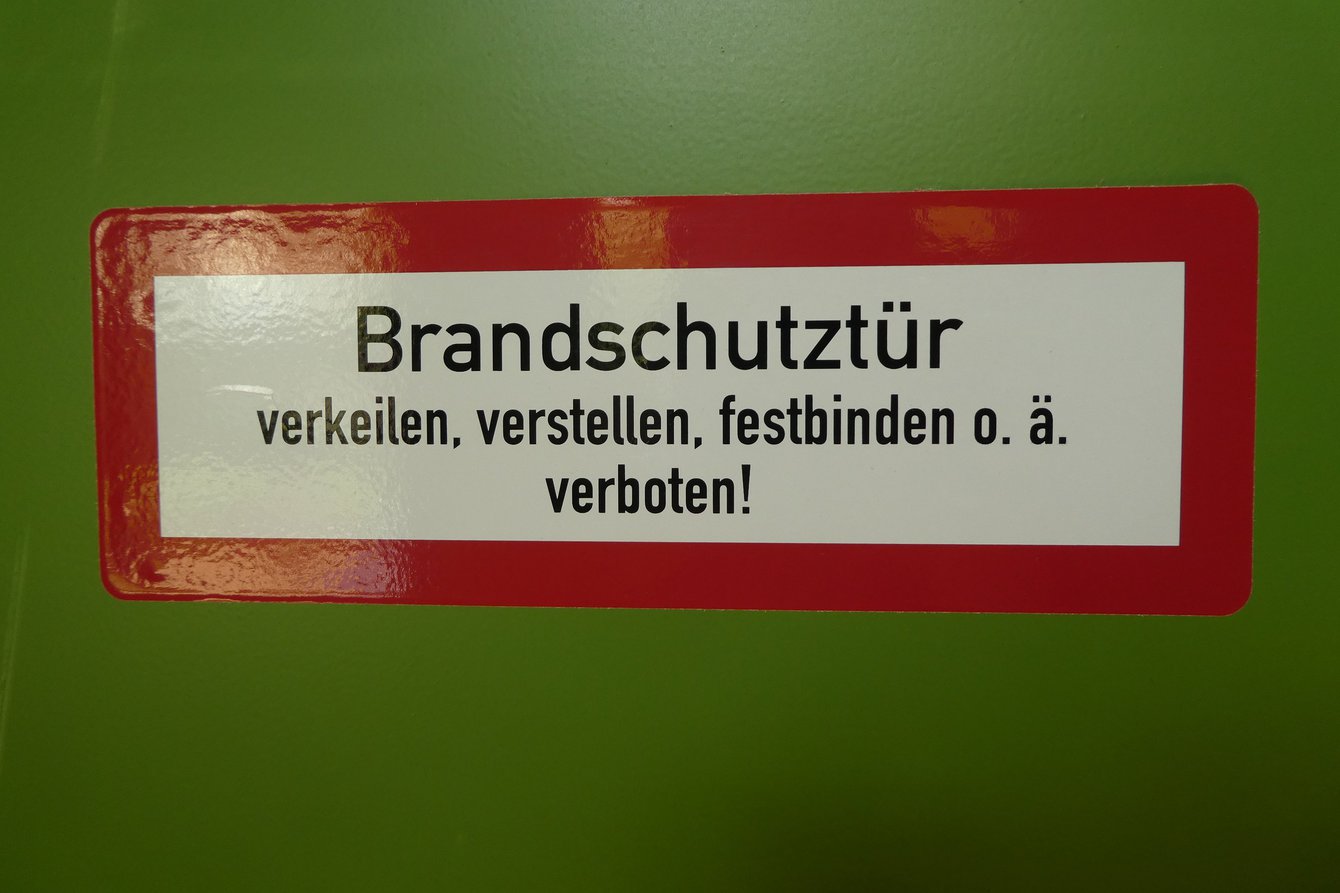 Brandschutztür
verkeilen, verstellen, festbinden o. ä.
verboten!